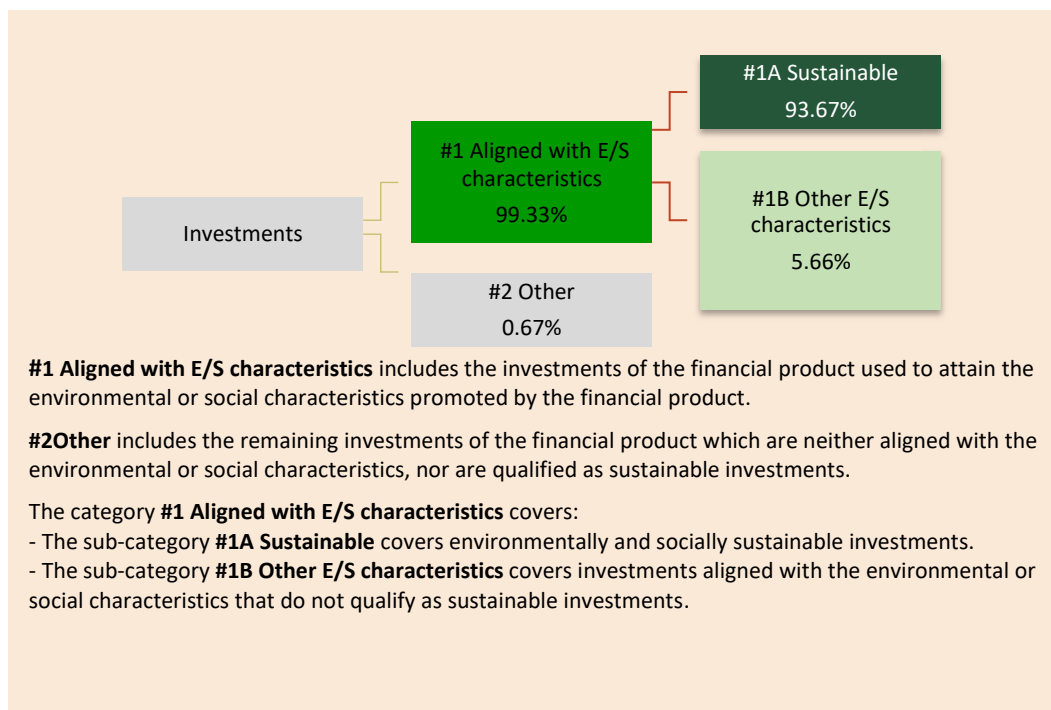 #1A Sustainable
93.67%
#1 Aligned with E/S
characteristics
99.33%
#1B Other E/S
characteristics
5.66%
Investments
#2 Other
0.67%
#1 Aligned with E/S characteristics includes the investments of the financial product used to attain the
environmental or social characteristics promoted by the financial product.
#2Other includes the remaining investments of the financial product which are neither aligned with the
environmental or social characteristics, nor are qualified as sustainable investments.
The category #1 Aligned with E/S characteristics covers:
- The sub-category #1A Sustainable covers environmentally and socially sustainable investments.
- The sub-category #1B Other E/S characteristics covers investments aligned with the environmental or
social characteristics that do not qualify as sustainable investments.